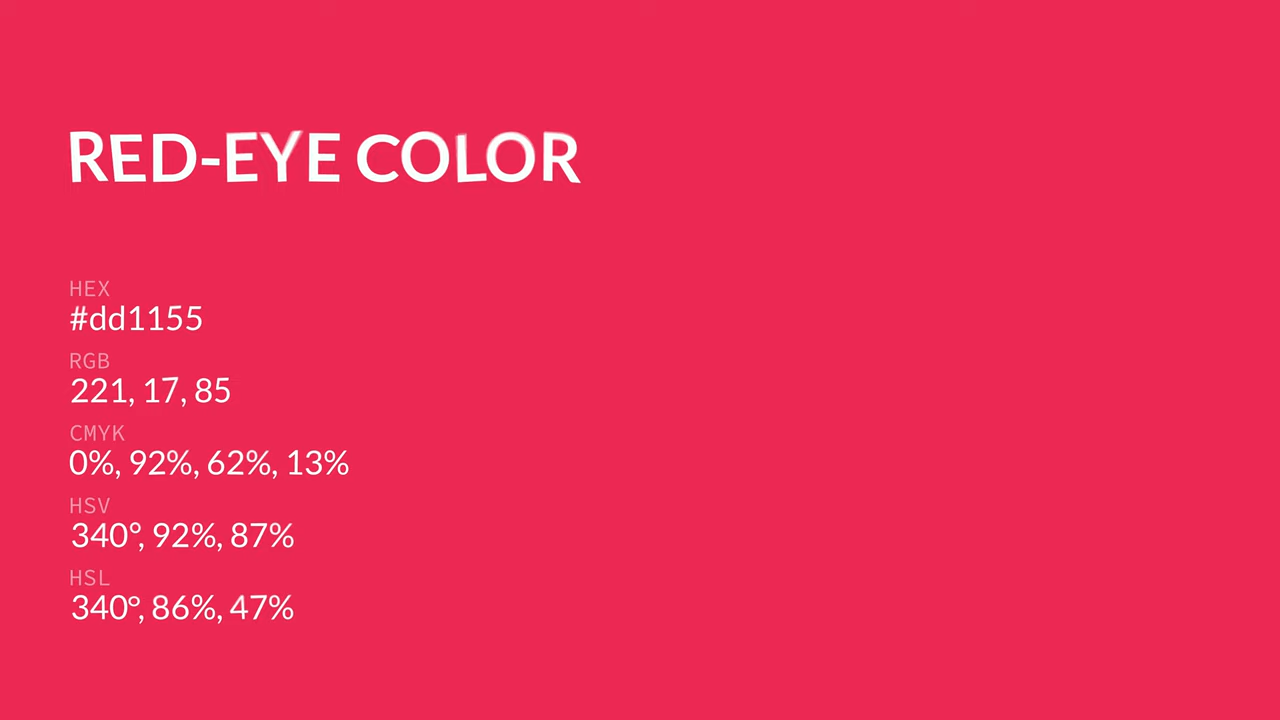 RED-EYE COLOR
HEX
#dd1155
RGB
221, 17, 85
CMYK
0%, 92%, 62%, 13%
HSV
340°, 92%, 87%
HSL
340°, 86%, 47%